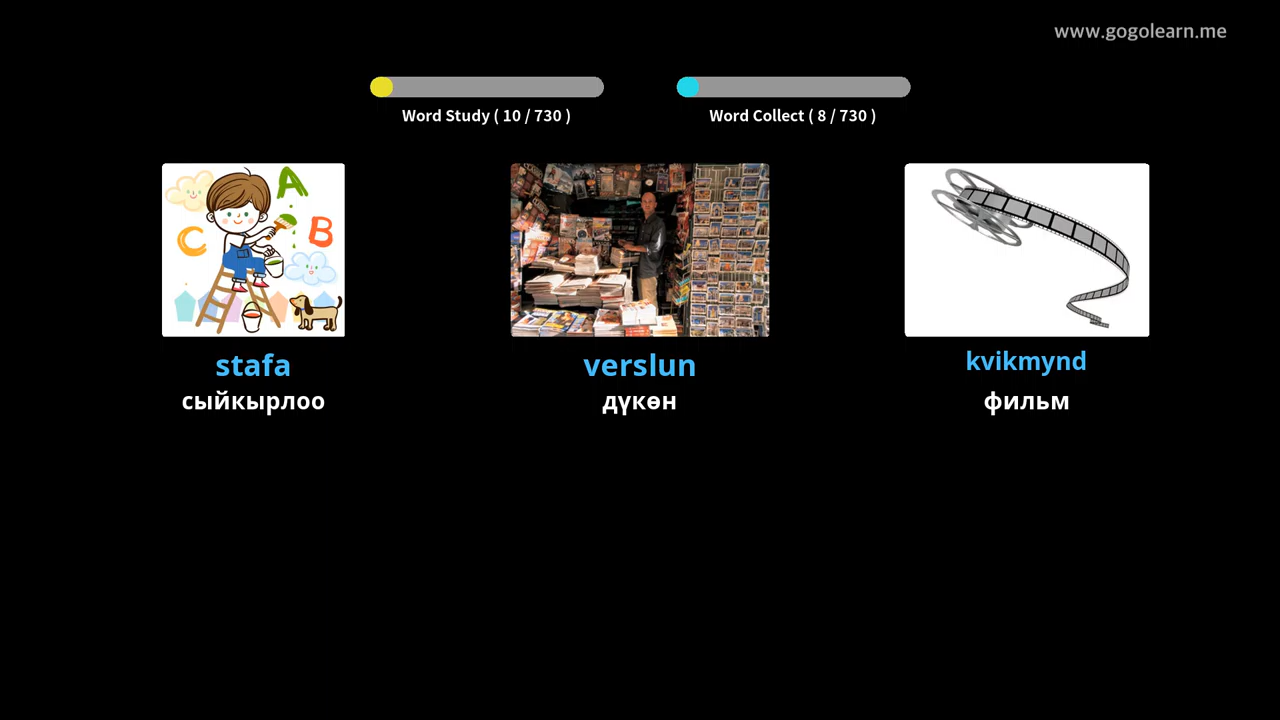 www.gogolearn.me
Word Study ( 10 / 730 )
Word Collect ( 8 / 730 )
A
B
C
stafa
сыйкырлоо
verslun
дүкөн
kvikmynd
фильм